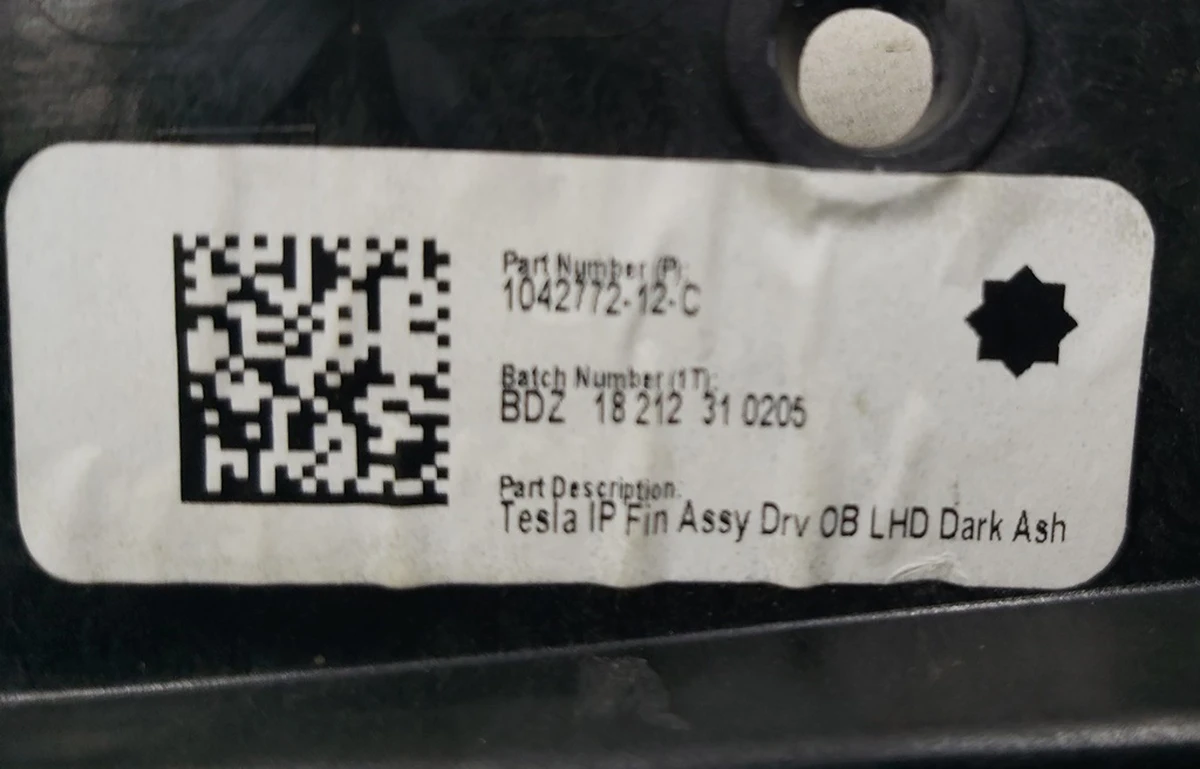 Part Number (P):
1042772-12-C
Batch Number (1T):
BDZ 18 212 31 0205
Part Description:
Tesla IP Fin Assy Drv OB LHD Dark Ash